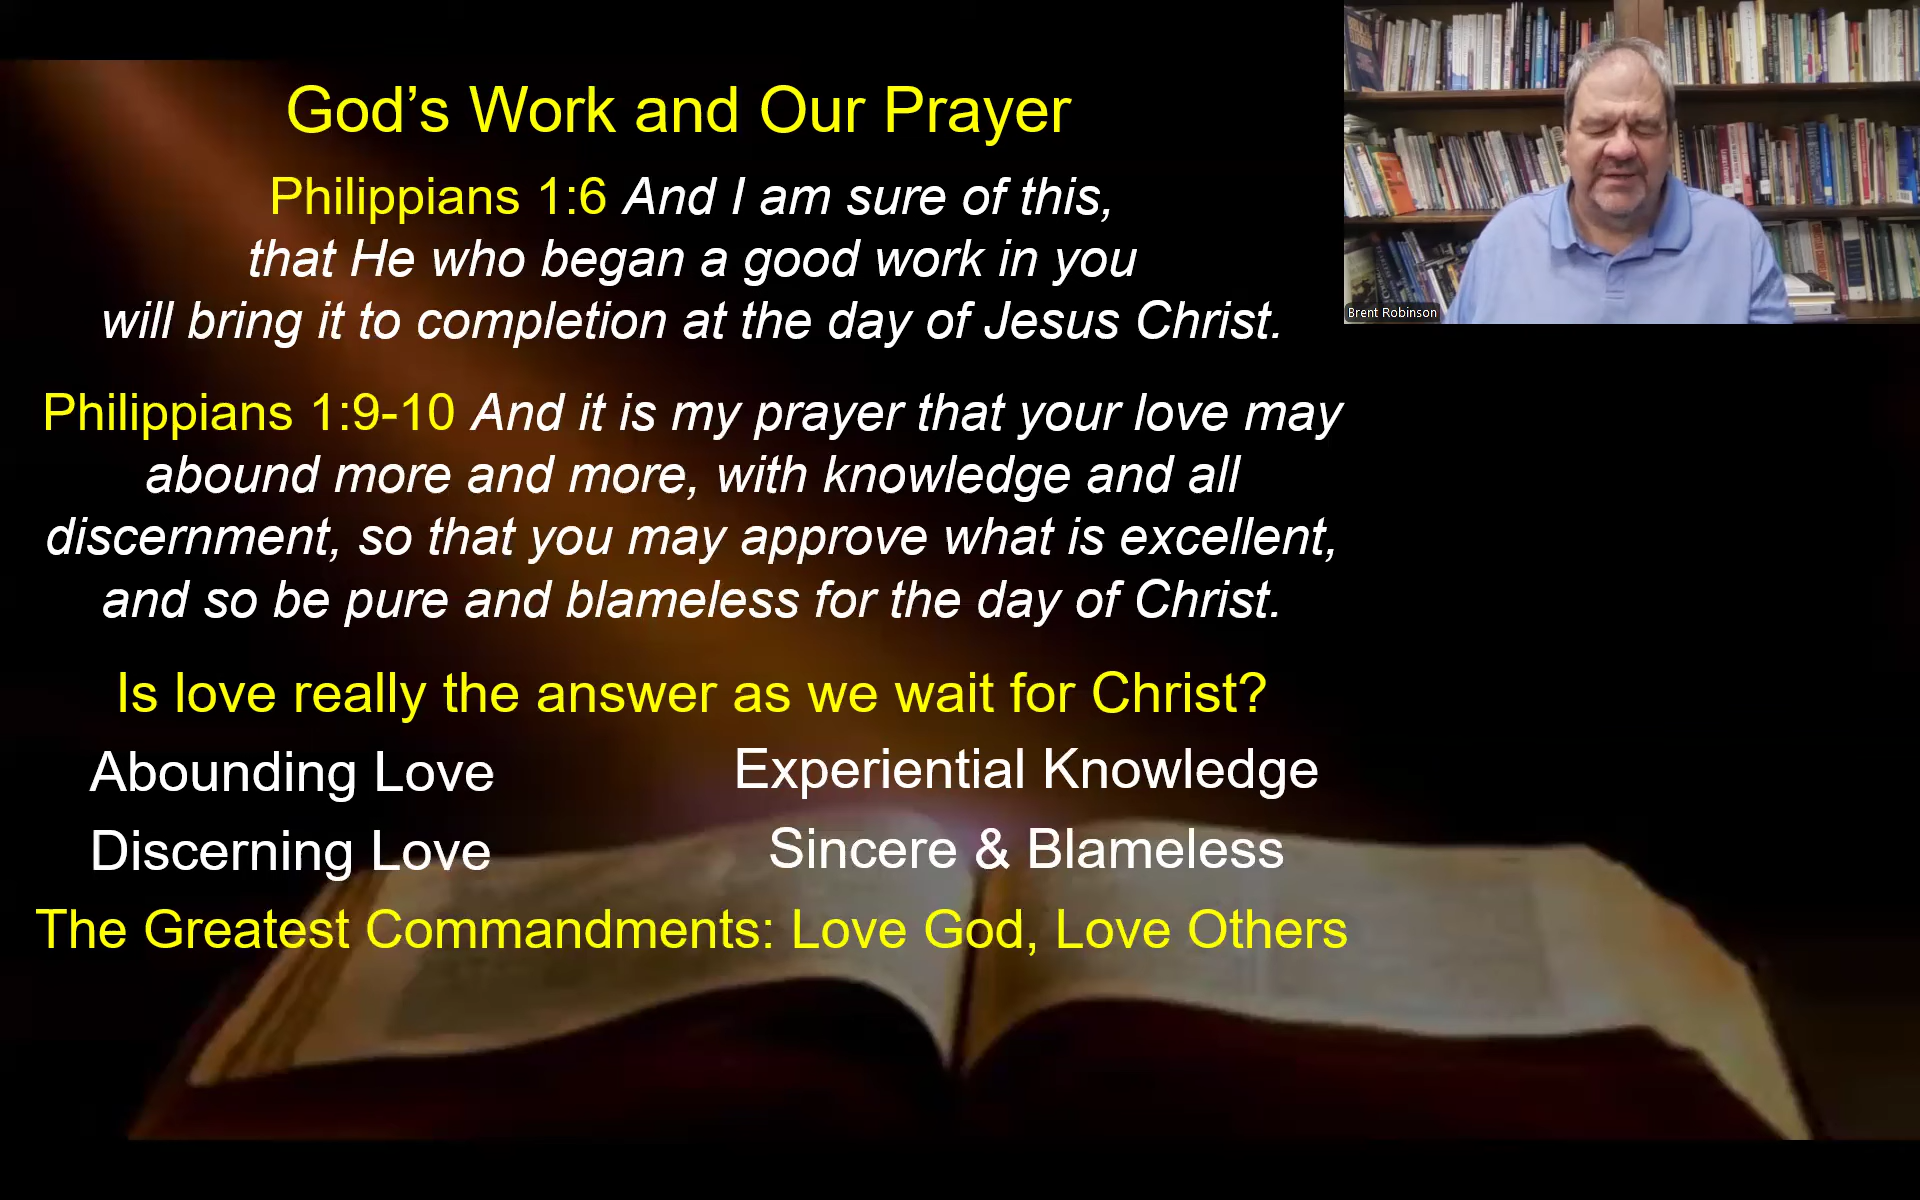 God’s Work and Our Prayer
Philippians 1:6 And I am sure of this,
that He who began a good work in you
will bring it to completion at the day of Jesus Christ.
Philippians 1:9-10 And it is my prayer that your love may
abound more and more, with knowledge and all
discernment, so that you may approve what is excellent,
and so be pure and blameless for the day of Christ.
Is love really the answer as we wait for Christ?
Abounding Love
Experiential Knowledge
Discerning Love
Sincere & Blameless
The Greatest Commandments: Love God, Love Others
Brent Robinson